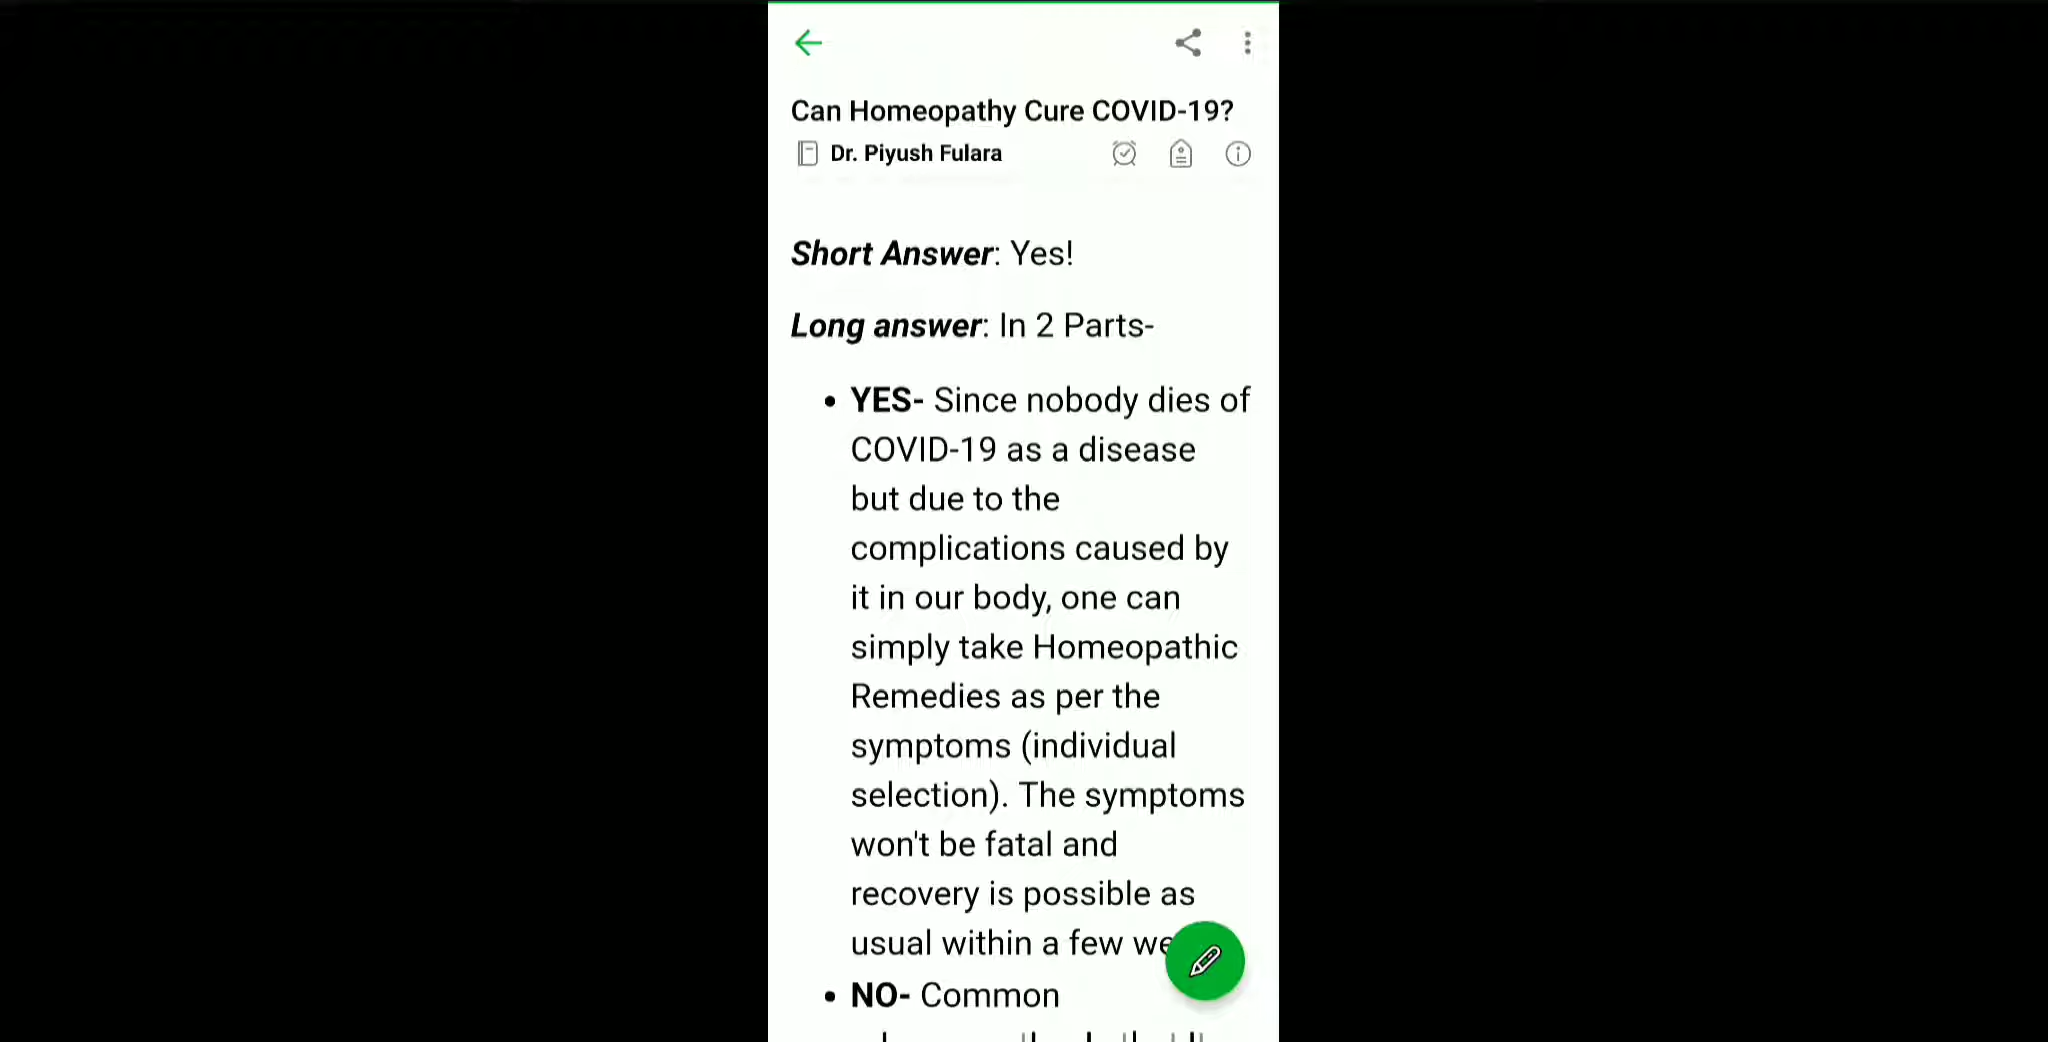 Can Homeopathy Cure COVID-19?
Dr. Piyush Fulara
Short Answer: Yes!
Long answer: In 2 Parts-
• YES- Since nobody dies of
COVID-19 as a disease
but due to the
complications caused by
it in our body, one can
simply take Homeopathic
Remedies as per the
symptoms (individual
selection). The symptoms
won't be fatal and
recovery is possible as
usual within a few
• NO- Common